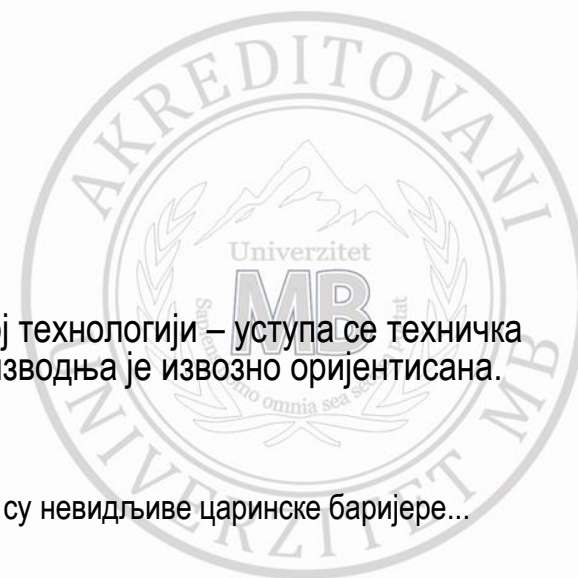 AKREDITOVANI
Univerzitet
MB
ој технологији – уступа се техничка
изводња је извозно оријентисана.
omnia sea
су невидљиве царинске баријере...
UNIVERZITET MB